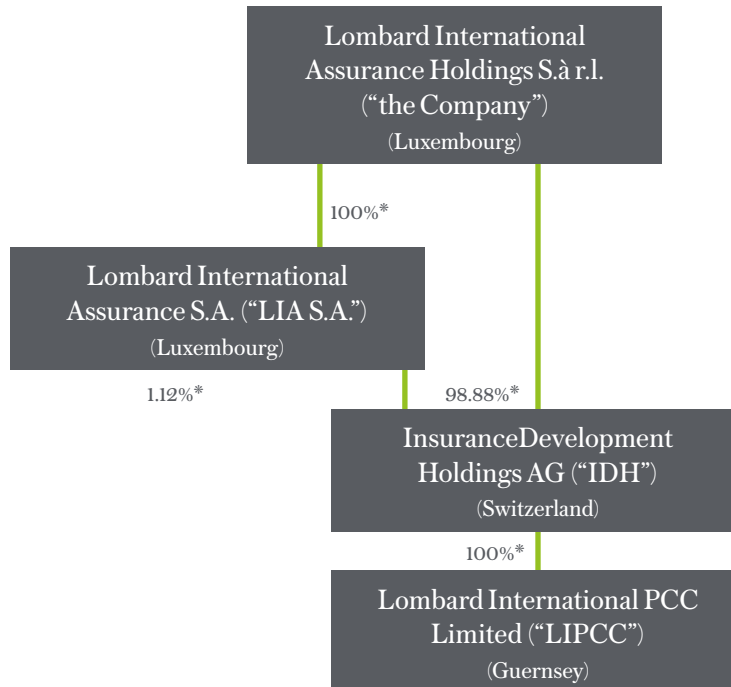 Lombard International
Assurance Holdings S.à r.l.
(“the Company”)
(Luxembourg)
100%*
Lombard International
Assurance S.A. (“LIA S.A.”)
(Luxembourg)
1.12%*
98.88%*
InsuranceDevelopment
Holdings AG (“IDH”)
(Switzerland)
100%*
Lombard International PCC
Limited (“LIPCC”)
(Guernsey)